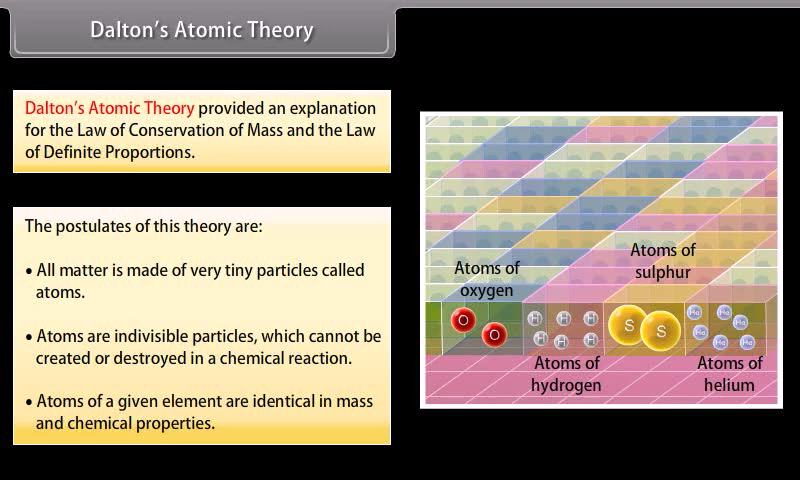 Dalton's Atomic Theory
Dalton's Atomic Theory provided an explanation
for the Law of Conservation of Mass and the Law
of Definite Proportions.
The postulates of this theory are:
• All matter is made of very tiny particles called
atoms.
• Atoms are indivisible particles, which cannot be
created or destroyed in a chemical reaction.
• Atoms of a given element are identical in mass
and chemical properties.
Atoms of
oxygen
Atoms of
sulphur
O
O
H H H
H H H
S S
Atoms of
hydrogen
Atoms of
helium